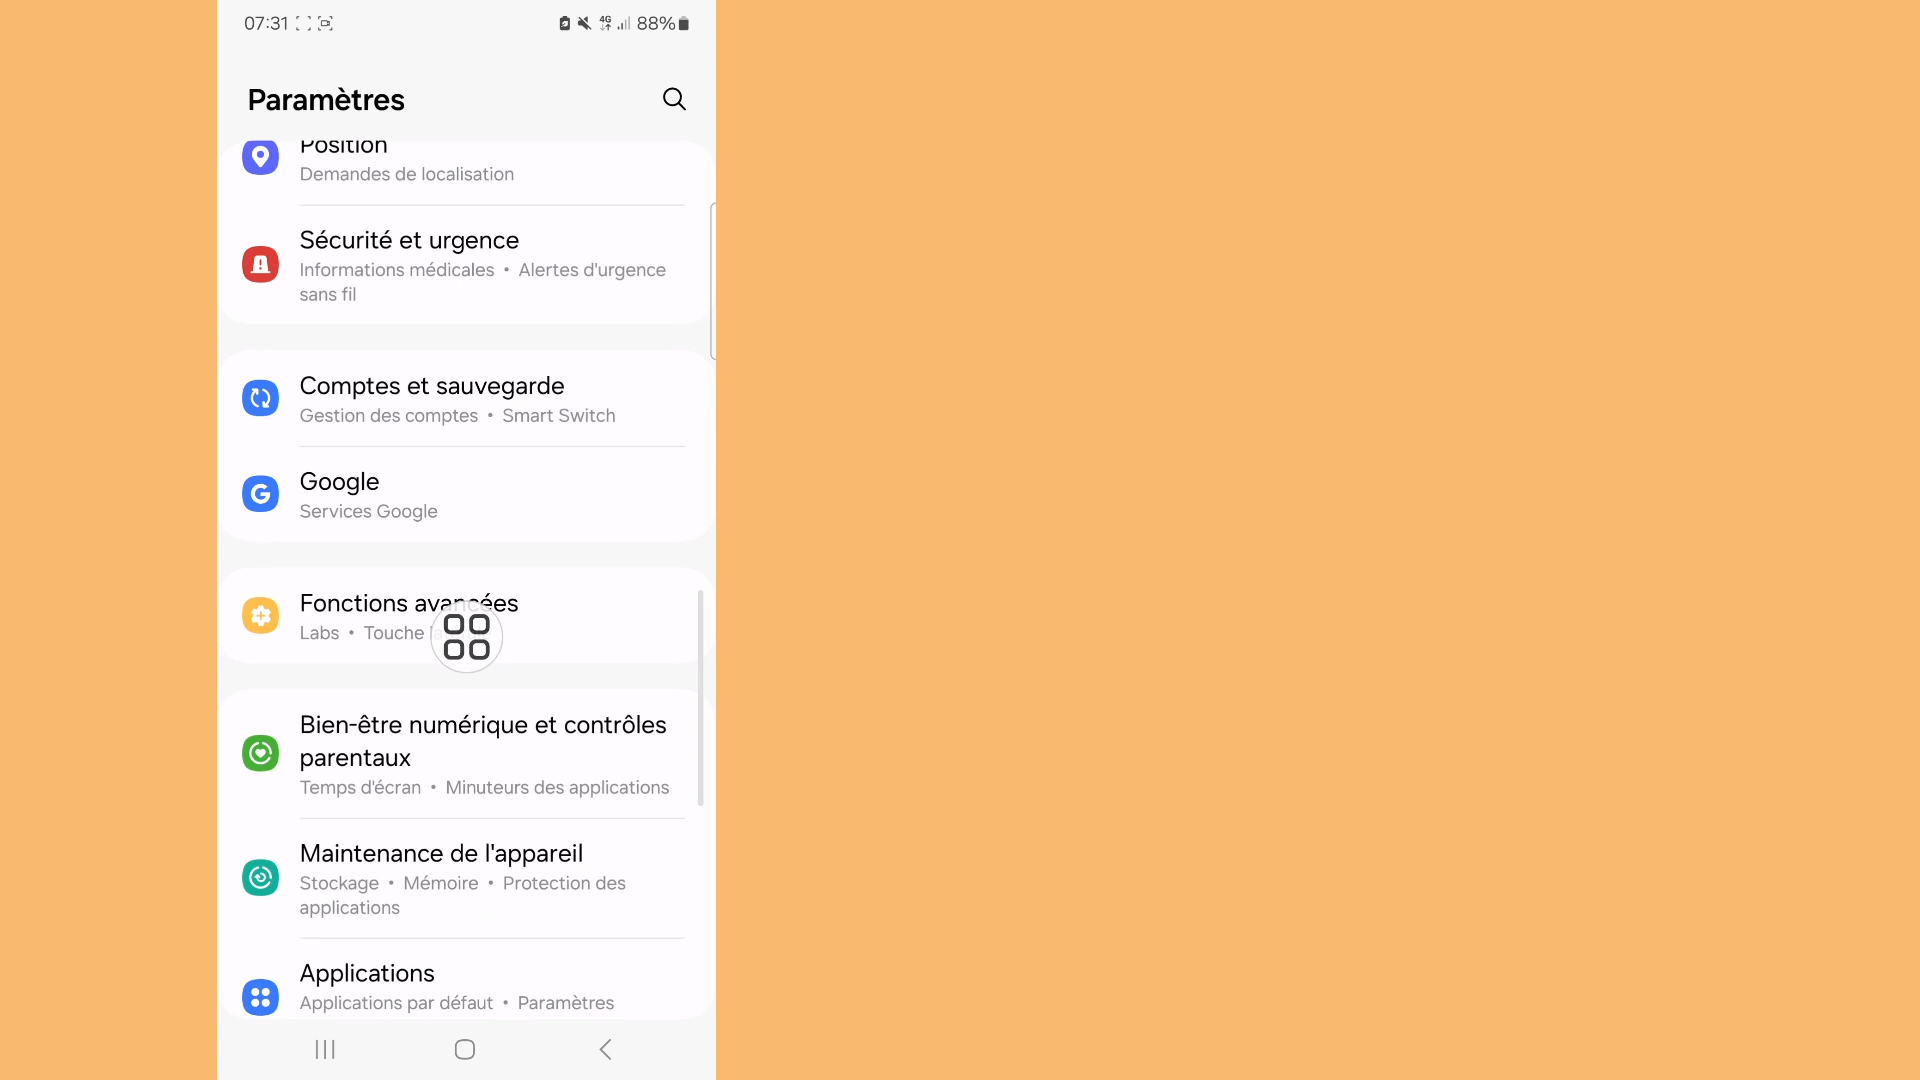 07:31
4G
88%
Paramètres
Position
Demandes de localisation
Sécurité et urgence
Informations médicales • Alertes d'urgence
sans fil
Comptes et sauvegarde
Gestion des comptes • Smart Switch
Google
Services Google
Fonctions avancées
Labs • Touche
Bien-être numérique et contrôles
parentaux
Temps d'écran • Minuteurs des applications
Maintenance de l'appareil
Stockage • Mémoire • Protection des
applications
Applications
Applications par défaut • Paramètres